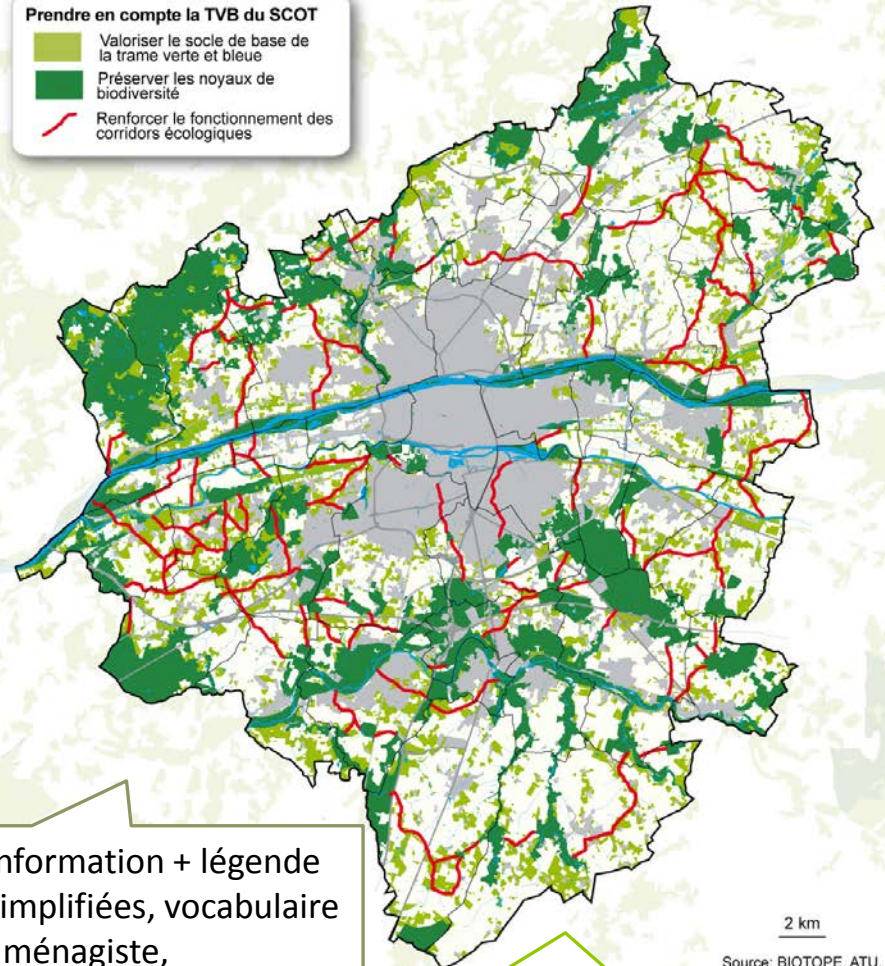 Prendre en compte la TVB du SCOT
Valoriser le socle de base de
la trame verte et bleue
Préserver les noyaux de
biodiversité
Renforcer le fonctionnement des
corridors écologiques
nformation + légende
implifiées, vocabulaire
ménagiste,
2 km
Source: BIOTOPE, ATU.